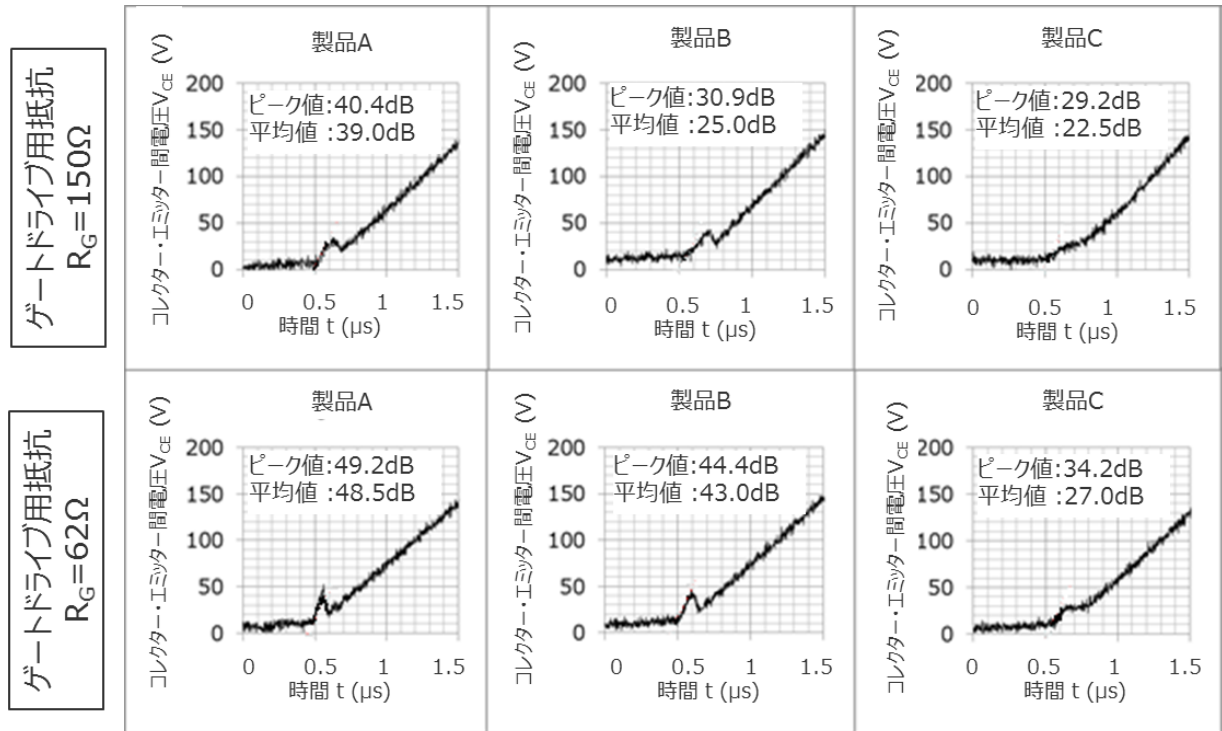 ゲートドライブ用抵抗
R_G=150Ω
製品A
コレクター・エミッター間電圧V_CE (V)
200
150
100
50
0
ピーク値:40.4dB
平均値 :39.0dB
0 0.5 1 1.5
時間 t (μs)
製品B
コレクター・エミッター間電圧V_CE (V)
200
150
100
50
0
ピーク値:30.9dB
平均値 :25.0dB
0 0.5 1 1.5
時間 t (μs)
製品C
コレクター・エミッター間電圧V_CE (V)
200
150
100
50
0
ピーク値:29.2dB
平均値 :22.5dB
0 0.5 1 1.5
時間 t (μs)
ゲートドライブ用抵抗
R_G=62Ω
製品A
コレクター・エミッター間電圧V_CE (V)
200
150
100
50
0
ピーク値:49.2dB
平均値 :48.5dB
0 0.5 1 1.5
時間 t (μs)
製品B
コレクター・エミッター間電圧V_CE (V)
200
150
100
50
0
ピーク値:44.4dB
平均値 :43.0dB
0 0.5 1 1.5
時間 t (μs)
製品C
コレクター・エミッター間電圧V_CE (V)
200
150
100
50
0
ピーク値:34.2dB
平均値 :27.0dB
0 0.5 1 1.5
時間 t (μs)